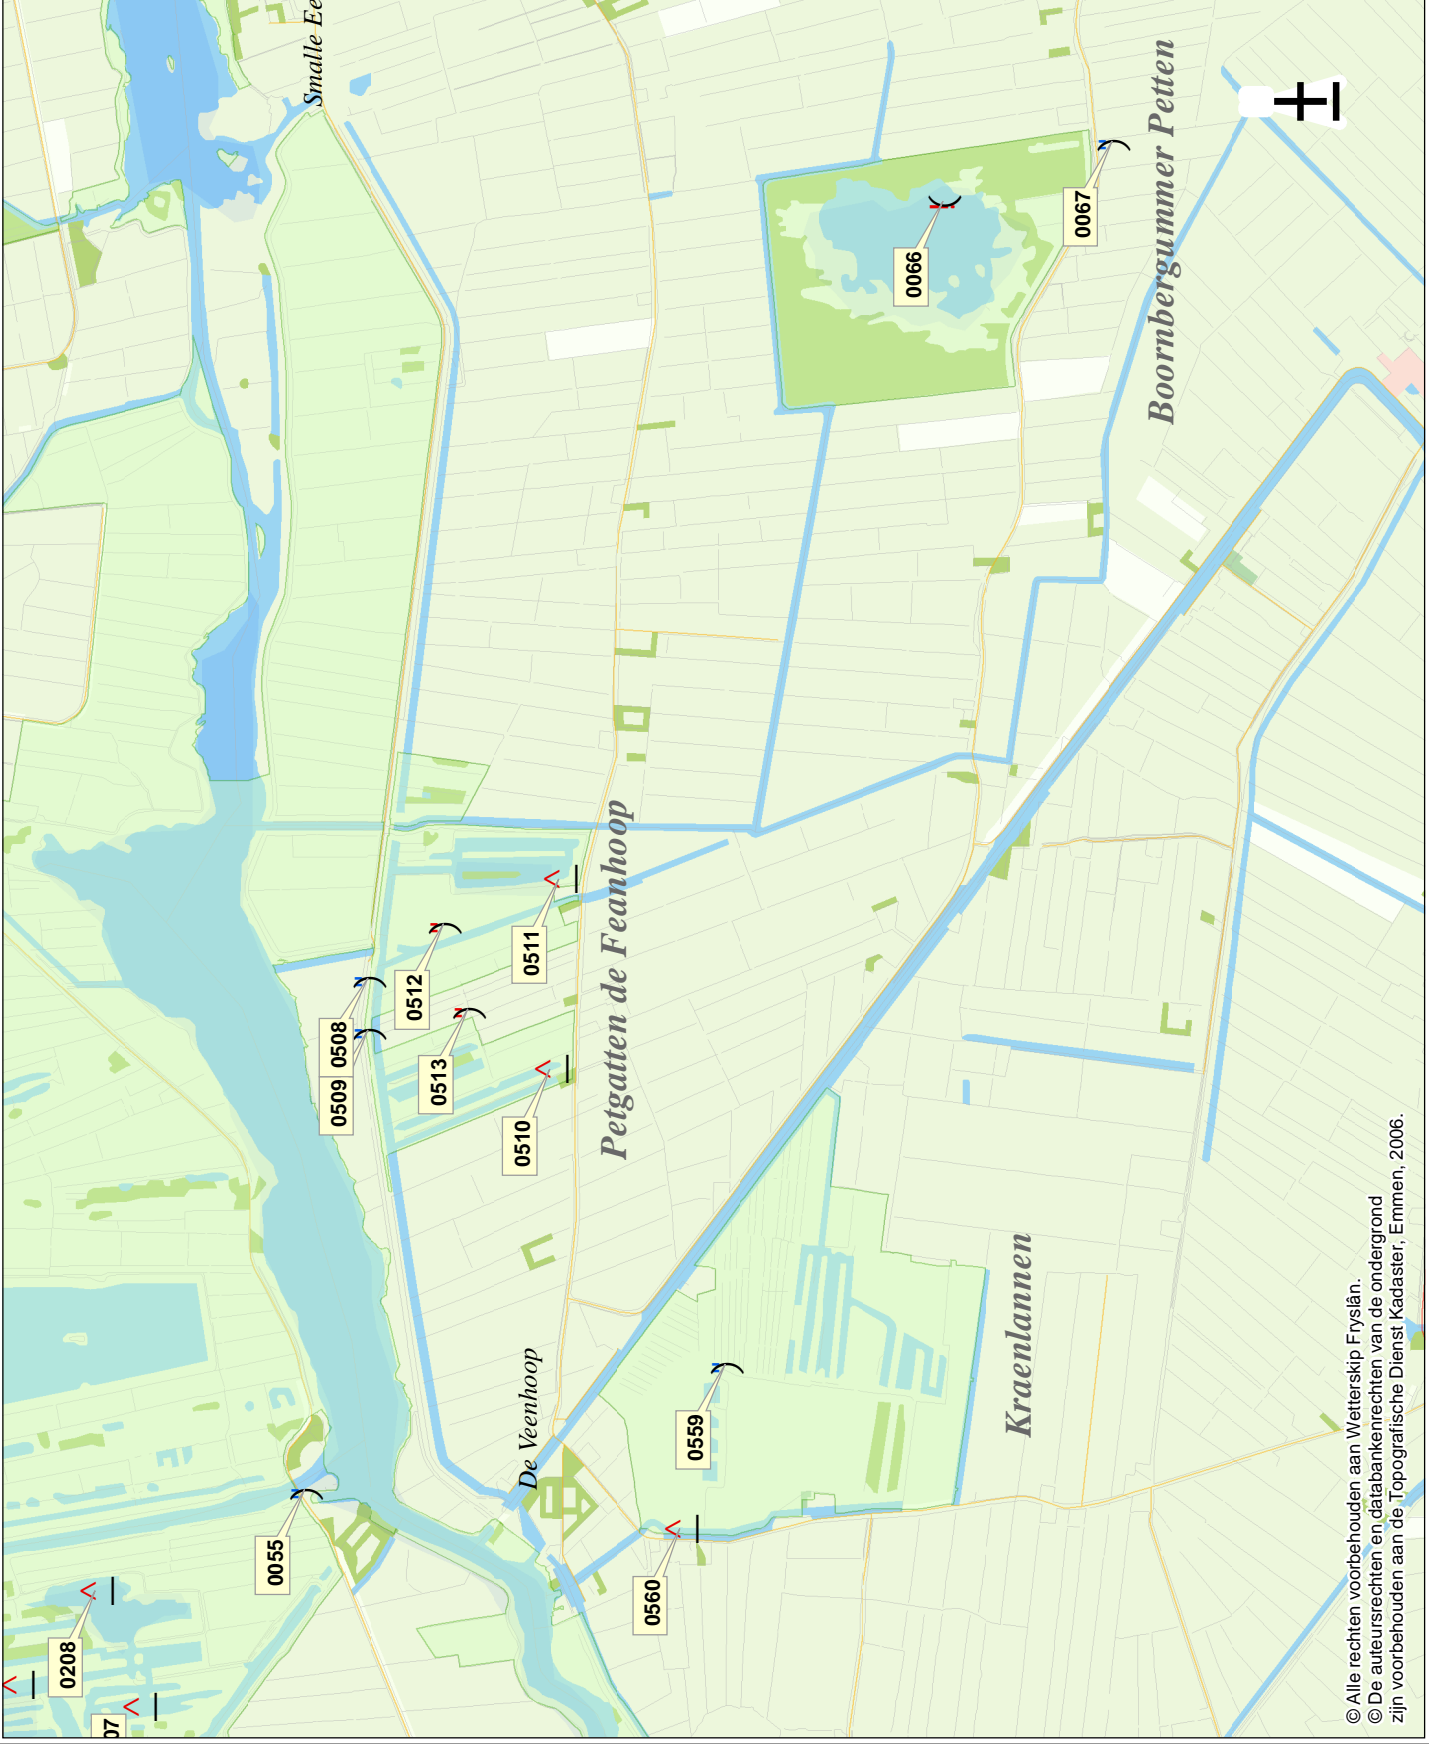 Smalle Ee
Boornbergummer Petten
0067
0066
Petgatten de Feanhoop
0511
0512
0508
0509
0513
0510
De Veenhoop
Kraenlannen
0559
0560
0055
0208
07
© Alle rechten voorbehouden aan Wetterskip Fryslân.
© De auteursrechten en databankenrechten van de ondergrond
zijn voorbehouden aan de Topografische Dienst Kadaster, Emmen, 2006.